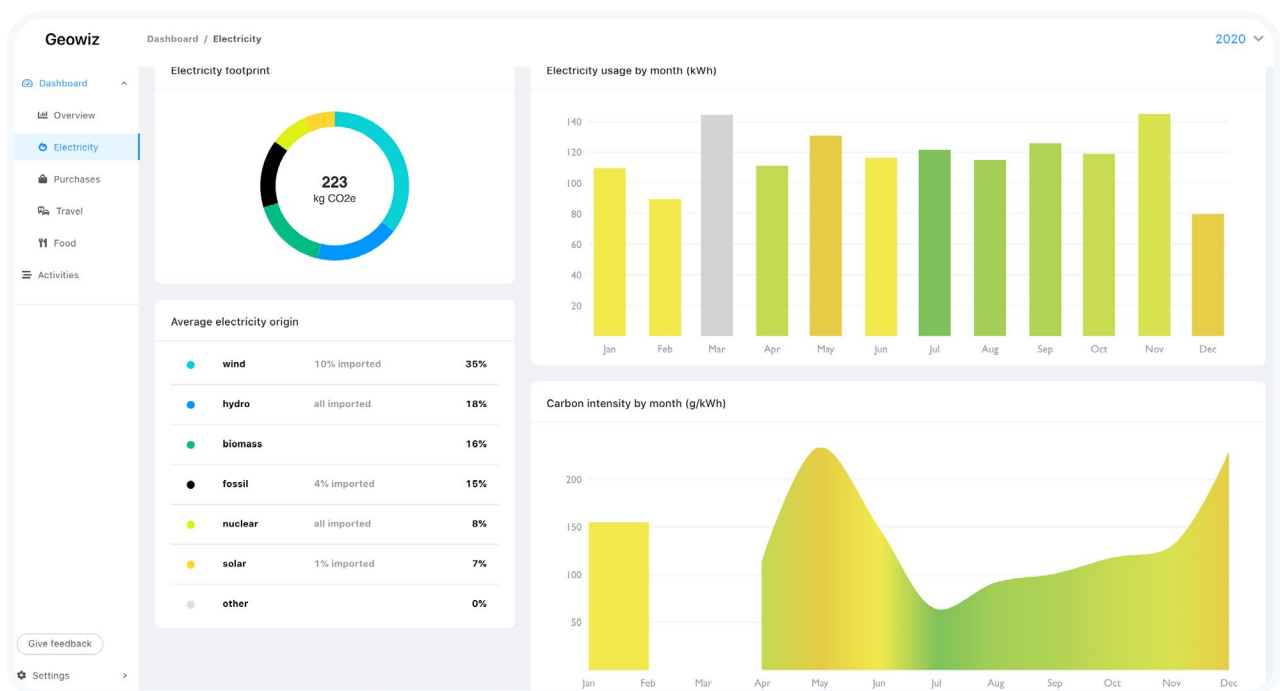 Geowiz
Dashboard / Electricity
2020
Dashboard
Overview
Electricity
Purchases
Travel
Food
Activities
Give feedback
Settings
Electricity footprint
223
kg CO2e
Average electricity origin
wind 10% imported 35%
hydro all imported 18%
biomass 16%
fossil 4% imported 15%
nuclear all imported 8%
solar 1% imported 7%
other 0%
Electricity usage by month (kWh)
140
120
100
80
60
40
20
Jan Feb Mar Apr May Jun Jul Aug Sep Oct Nov Dec
Carbon intensity by month (g/kWh)
200
150
100
50
Jan Feb Mar Apr May Jun Jul Aug Sep Oct Nov Dec